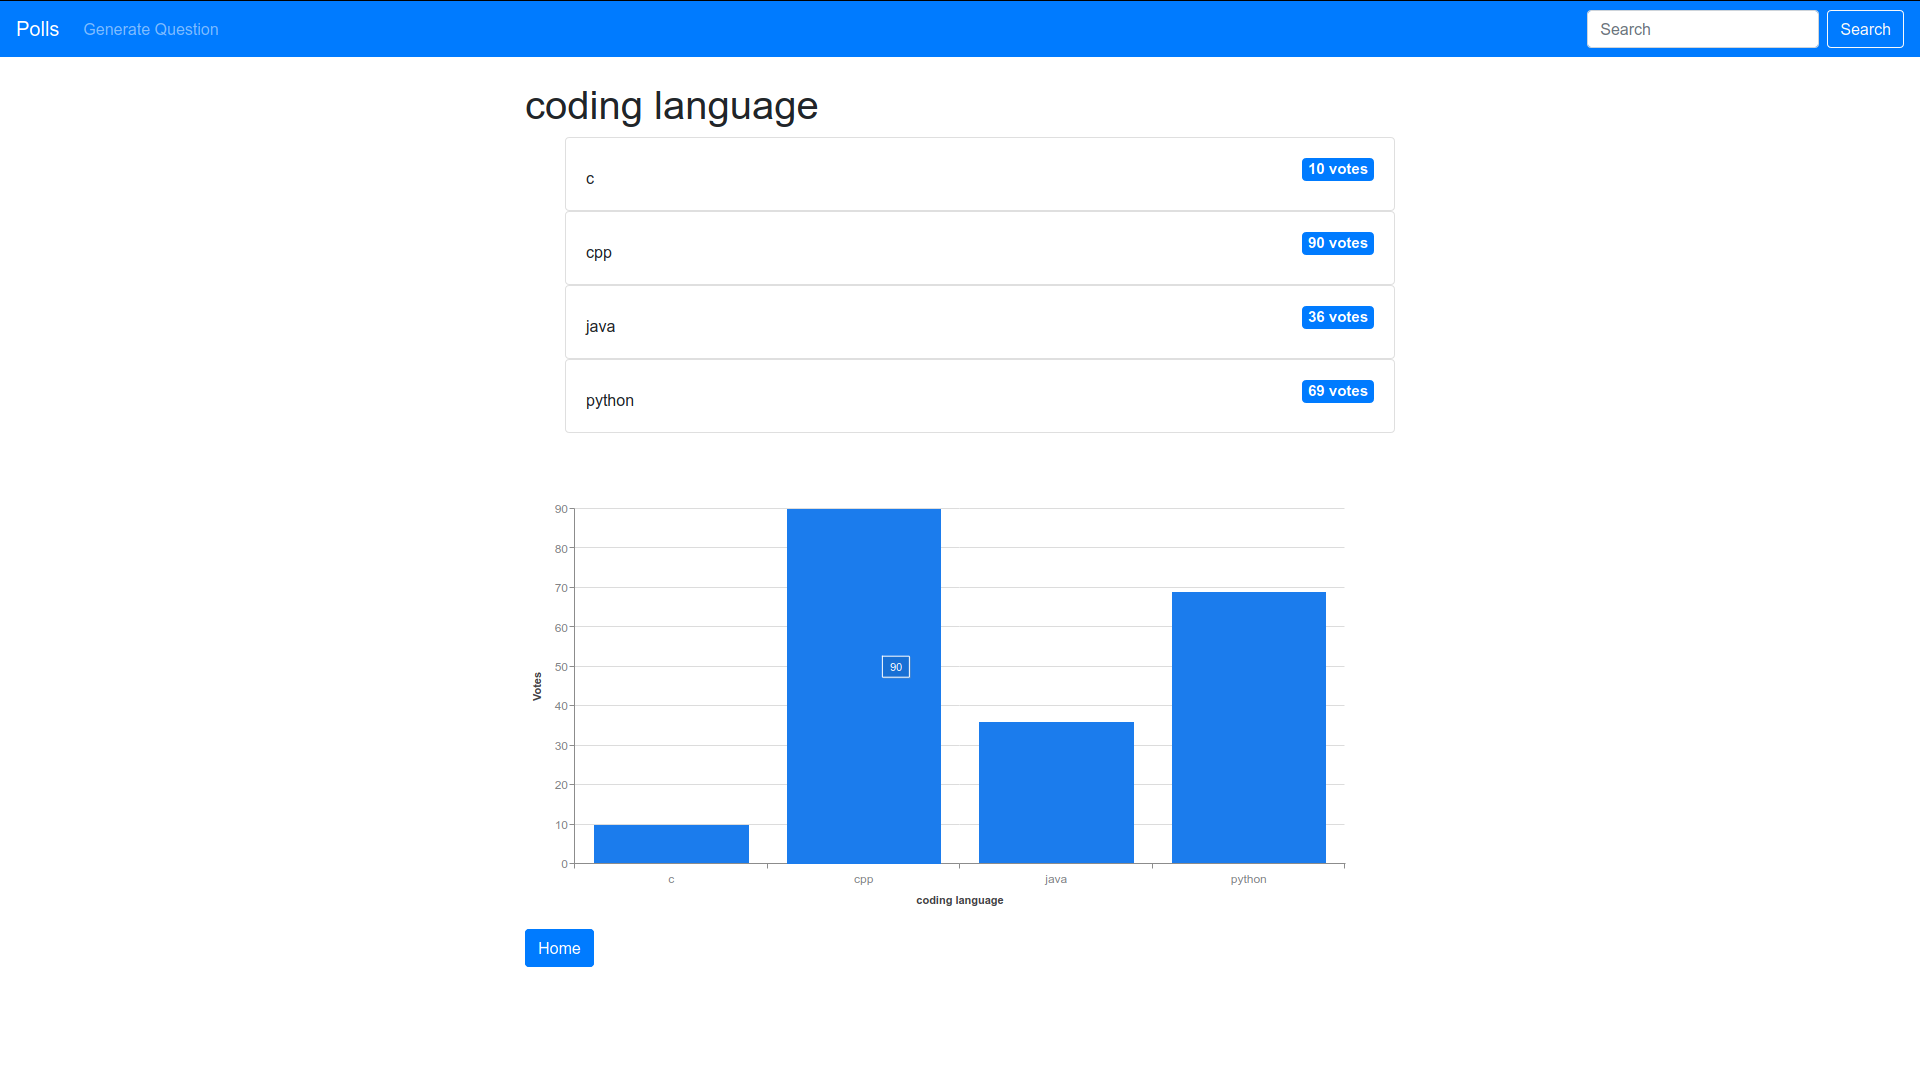 Polls Generate Question Search Search
coding language
c 10 votes
cpp 90 votes
java 36 votes
python 69 votes
90
80
70
60
50
40
30
20
10
0
Votes
90
c cpp java python
coding language
Home